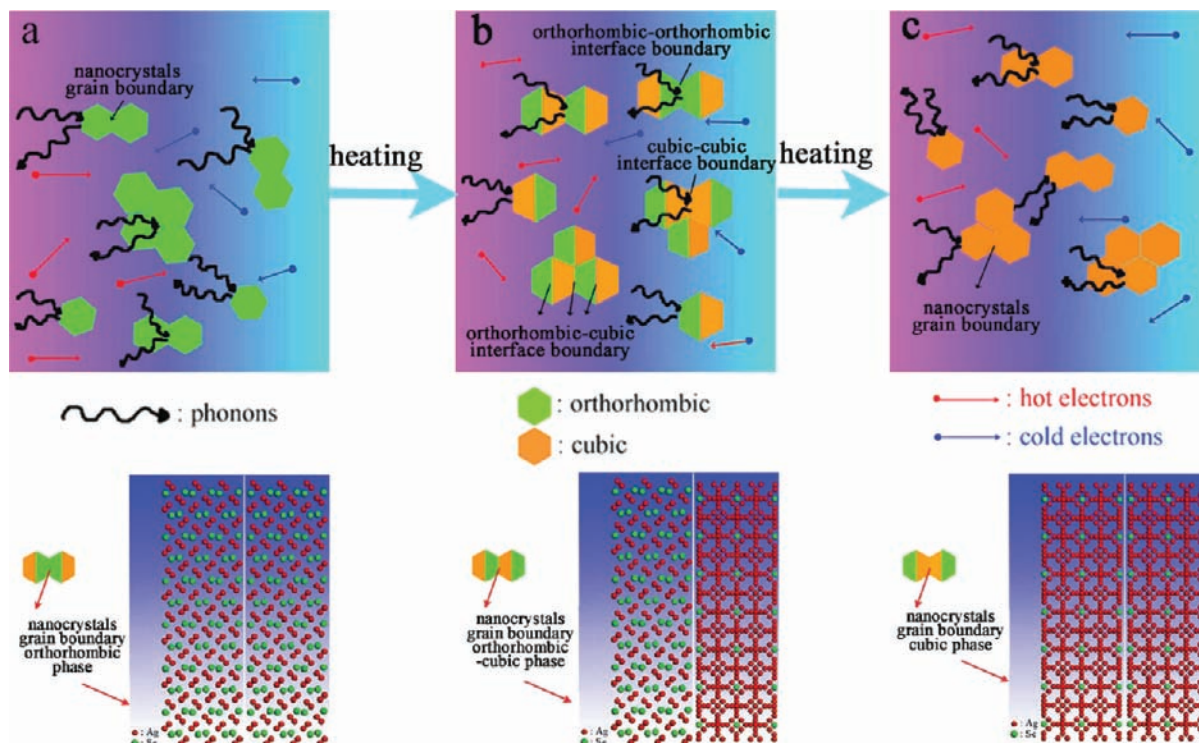 a
nanocrystals
grain boundary
heating
b
orthorhombic-orthorhombic
interface boundary
cubic-cubic
interface boundary
orthorhombic-cubic
interface boundary
heating
c
nanocrystals
grain boundary
: phonons
: orthorhombic
: cubic
: hot electrons
: cold electrons
nanocrystals
grain boundary
orthorhombic
phase
: Ag
: Se
nanocrystals
grain boundary
orthorhombic
-cubic phase
: Ag
: Se
nanocrystals
grain boundary
cubic phase
: Ag
: Se